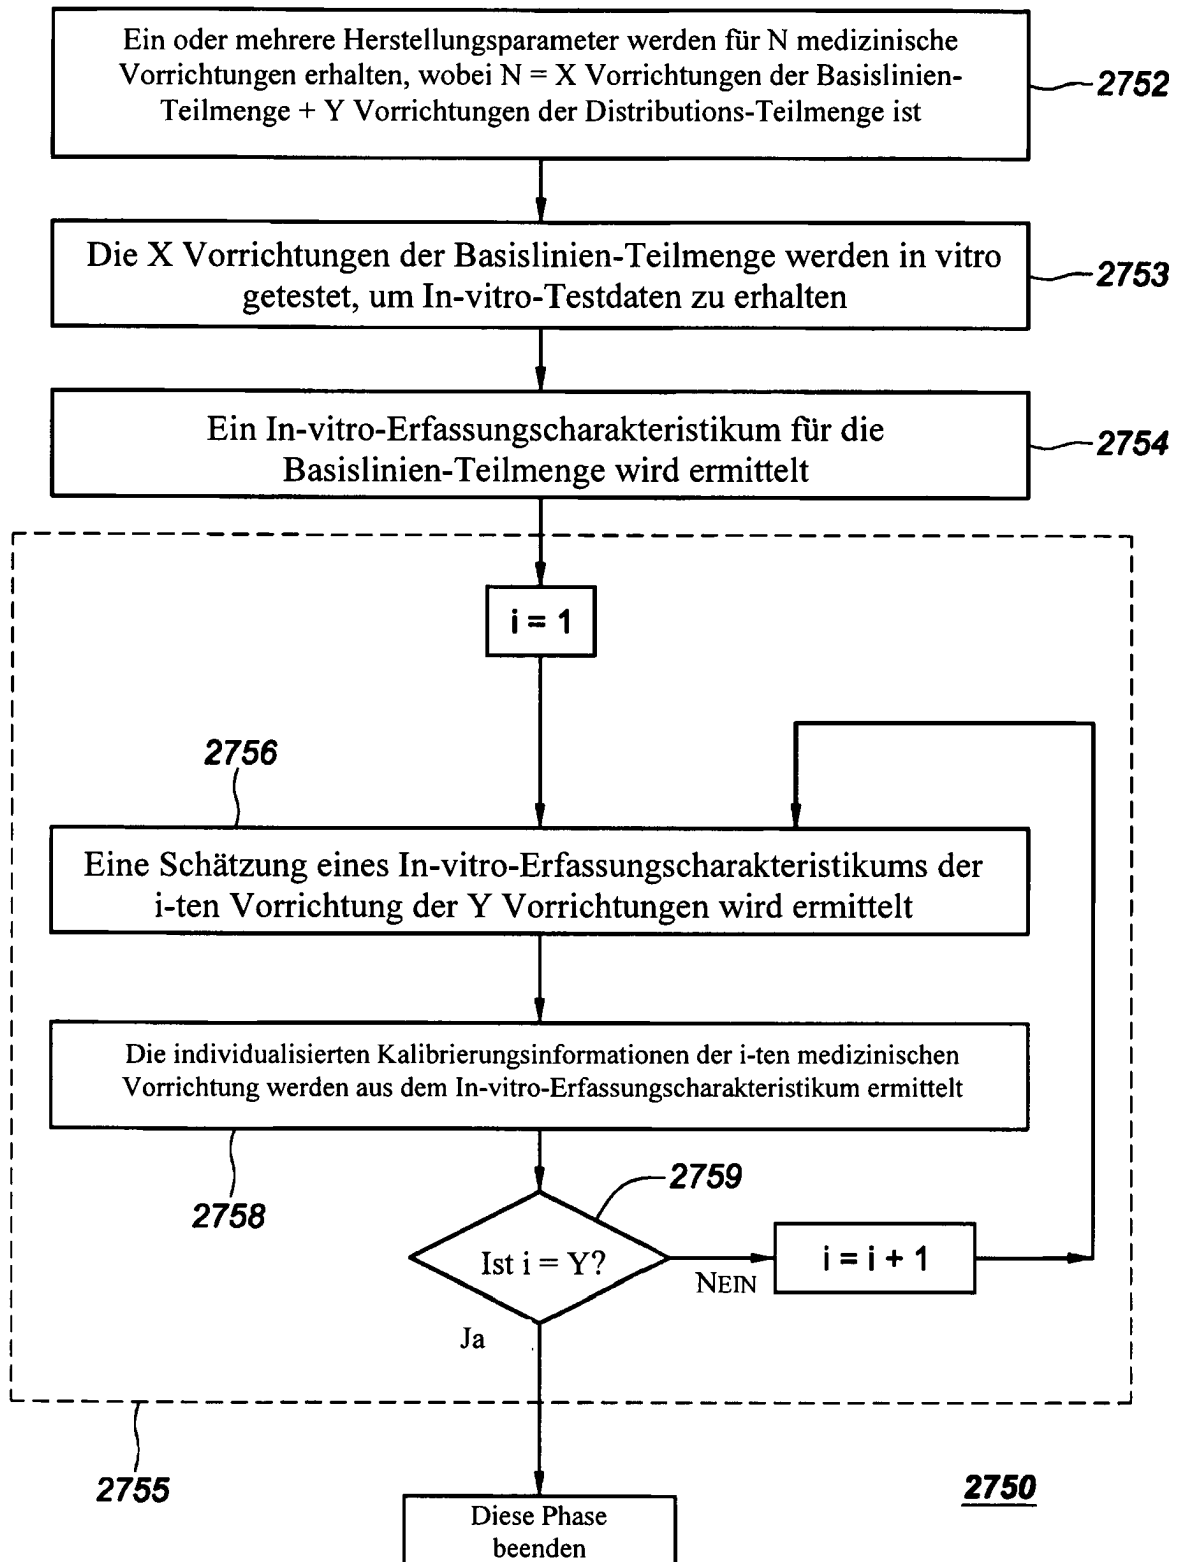 Ein oder mehrere Herstellungsparameter werden für N medizinische
Vorrichtungen erhalten, wobei N = X Vorrichtungen der Basislinien-
Teilmenge + Y Vorrichtungen der Distributions-Teilmenge ist
2752
Die X Vorrichtungen der Basislinien-Teilmenge werden in vitro
getestet, um In-vitro-Testdaten zu erhalten
2753
Ein In-vitro-Erfassungscharakteristikum für die
Basislinien-Teilmenge wird ermittelt
2754
i = 1
2756
Eine Schätzung eines In-vitro-Erfassungscharakteristikums der
i-ten Vorrichtung der Y Vorrichtungen wird ermittelt
Die individualisierten Kalibrierungsinformationen der i-ten medizinischen
Vorrichtung werden aus dem In-vitro-Erfassungscharakteristikum ermittelt
2758
2759
Ist i = Y?
NEIN
i = i + 1
Ja
2755
2750
Diese Phase
beenden